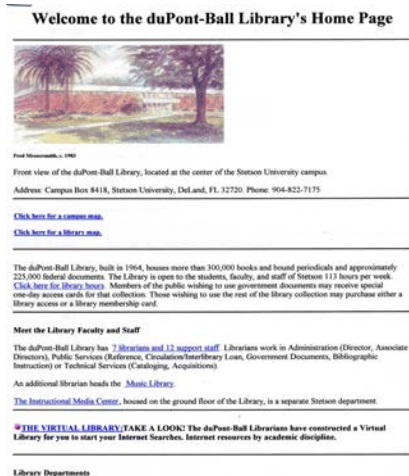 Welcome to the duPont-Ball Library's Home Page
Fred Messersmith, c. 1983
Front view of the duPont-Ball Library, located at the center of the Stetson University campus.
Address: Campus Box 8418, Stetson University, DeLand, FL 32720. Phone: 904-822-7175
Click here for a campus map.
Click here for a library map.
The duPont-Ball Library, built in 1964, houses more than 300,000 books and bound periodicals and approximately
225,000 federal documents. The Library is open to the students, faculty, and staff of Stetson 113 hours per week.
Click here for library hours. Members of the public wishing to use government documents may receive special
one-day access cards for that collection. Those wishing to use the rest of the library collection may purchase either a
library access or a library membership card.
Meet the Library Faculty and Staff
The duPont-Ball Library has 7 librarians and 12 support staff. Librarians work in Administration (Director, Associate
Directors), Public Services (Reference, Circulation/Interlibrary Loan, Government Documents, Bibliographic
Instruction) or Technical Services (Cataloging, Acquisitions).
An additional librarian heads the Music Library.
The Instructional Media Center, housed on the ground floor of the Library, is a separate Stetson department.
THE VIRTUAL LIBRARY:TAKE A LOOK! The duPont-Ball Librarians have constructed a Virtual
Library for you to start your Internet Searches. Internet resources by academic discipline.
Library Departments